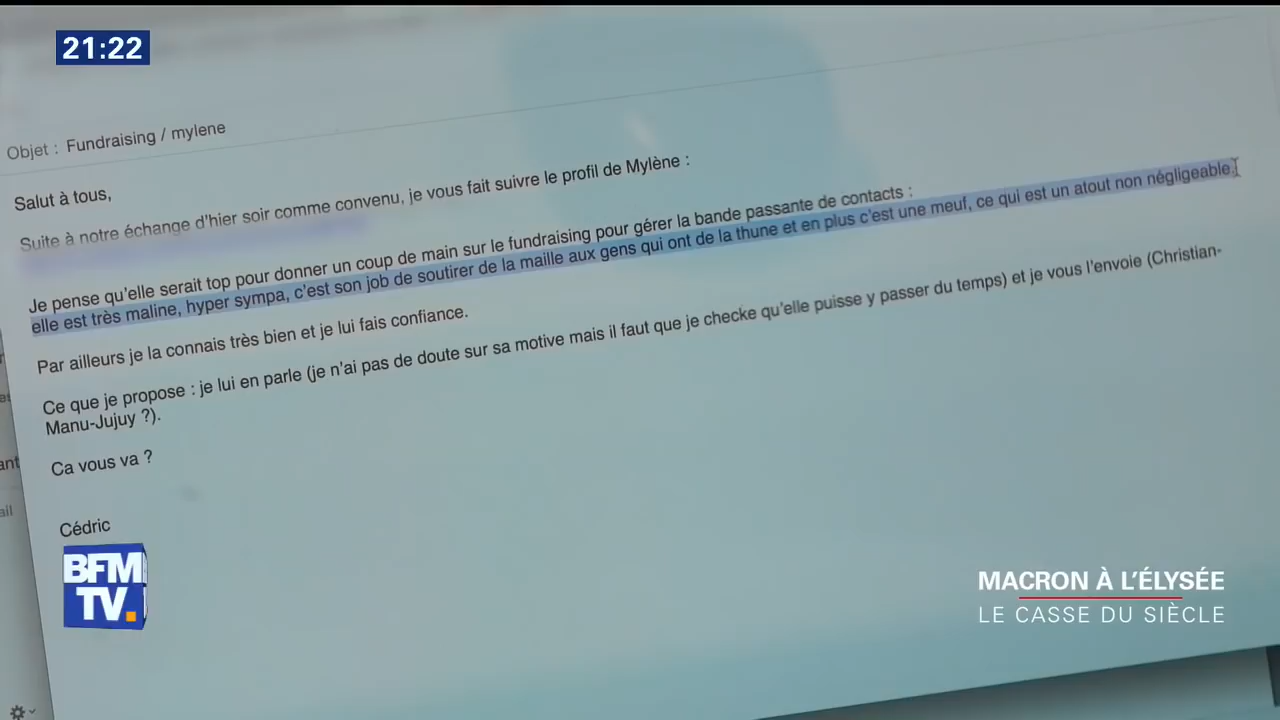 21:22
Objet : Fundraising / mylene
Salut à tous,
Suite à notre échange d'hier soir comme convenu, je vous fait suivre le profil de Mylène :
Je pense qu'elle serait top pour donner un coup de main sur le fundraising pour gérer la bande passante de contacts :
elle est très maline, hyper sympa, c'est son job de soutirer de la maille aux gens qui ont de la thune et en plus c'est une meuf, ce qui est un atout non négligeable.
Par ailleurs je la connais très bien et je lui fais confiance.
Ce que je propose : je lui en parle (je n'ai pas de doute sur sa motive mais il faut que je checke qu'elle puisse y passer du temps) et je vous l'envoie (Christian-
Manu-Jujuy ?).
Ca vous va ?
Cédric
BFM
TV.
MACRON À L'ÉLYSÉE
LE CASSE DU SIÈCLE